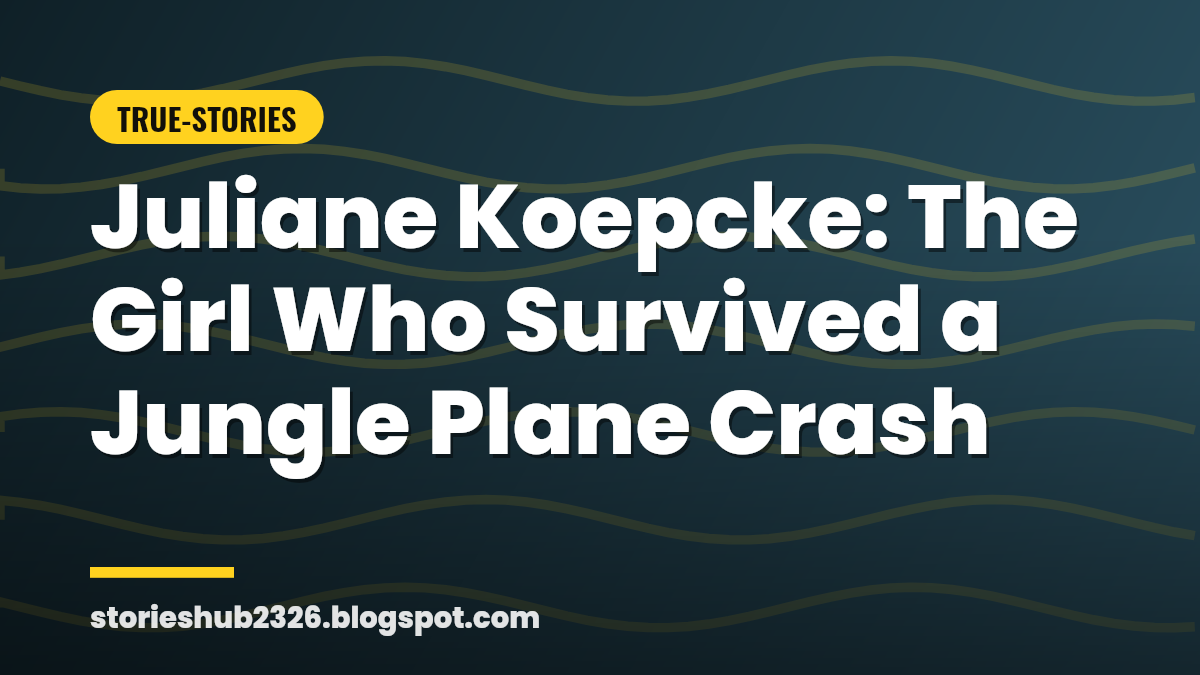 TRUE-STORIES
Juliane Koepcke: The
Girl Who Survived a
Jungle Plane Crash
storieshub2326.blogspot.com